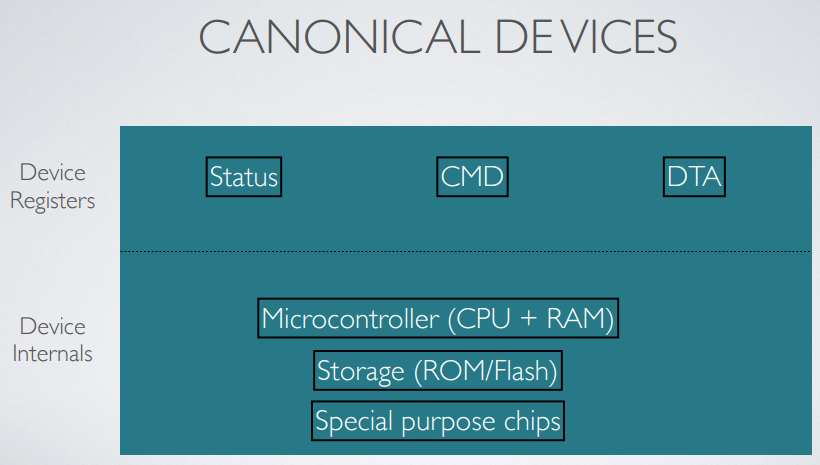 CANONICAL DEVICES
Device
Registers
Status
CMD
DTA
Device
Internals
Microcontroller (CPU + RAM)
Storage (ROM/Flash)
Special purpose chips